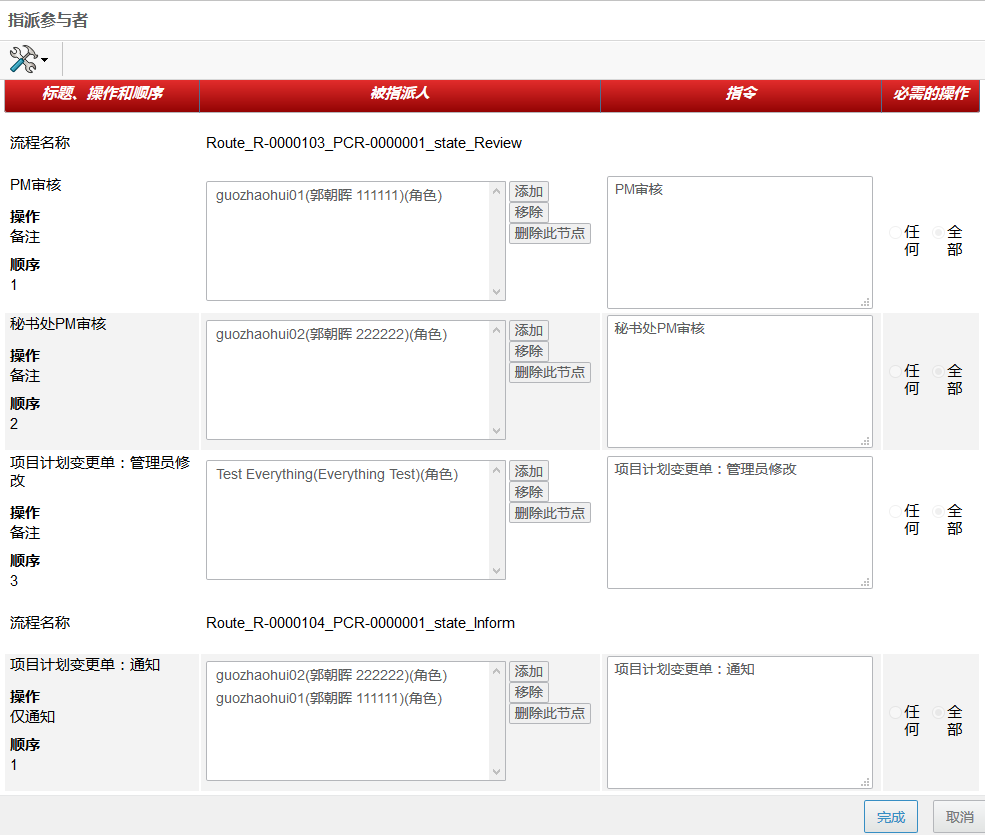 指派参与者
标题、操作和顺序 被指派人 指令 必需的操作
流程名称 Route_R-0000103_PCR-0000001_state_Review
PM审核
操作
备注
顺序
1
guozhaohui01(郭朝晖 111111)(角色)
添加
移除
删除此节点
PM审核
任何 全部
秘书处PM审核
操作
备注
顺序
2
guozhaohui02(郭朝晖 222222)(角色)
添加
移除
删除此节点
秘书处PM审核
任何 全部
项目计划变更单：管理员修
改
操作
备注
顺序
3
Test Everything(Everything Test)(角色)
添加
移除
删除此节点
项目计划变更单：管理员修改
任何 全部
流程名称 Route_R-0000104_PCR-0000001_state_Inform
项目计划变更单：通知
操作
仅通知
顺序
1
guozhaohui02(郭朝晖 222222)(角色)
guozhaohui01(郭朝晖 111111)(角色)
添加
移除
删除此节点
项目计划变更单：通知
任何 全部
完成 取消